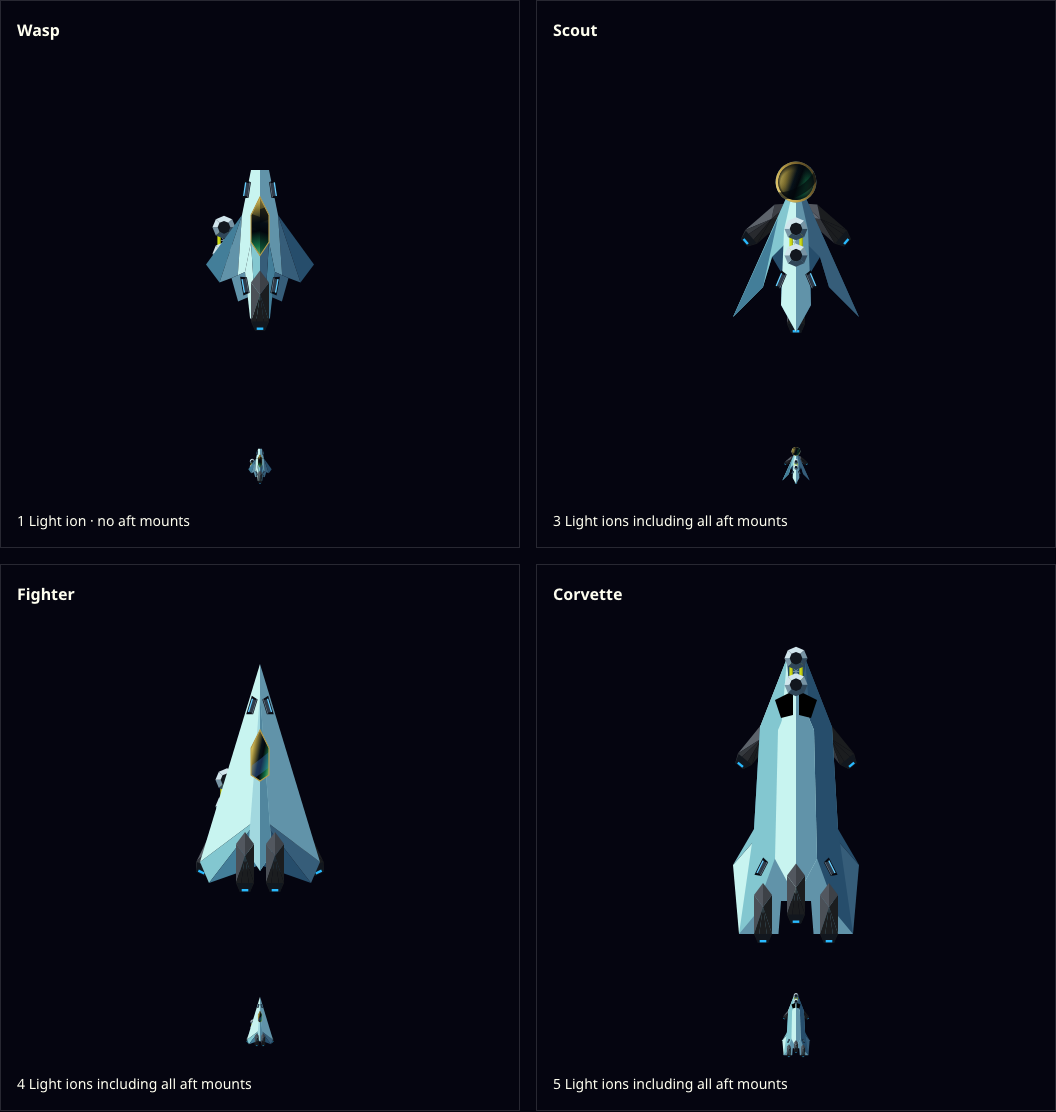 Wasp
1 Light ion · no aft mounts
Scout
3 Light ions including all aft mounts
Fighter
4 Light ions including all aft mounts
Corvette
5 Light ions including all aft mounts